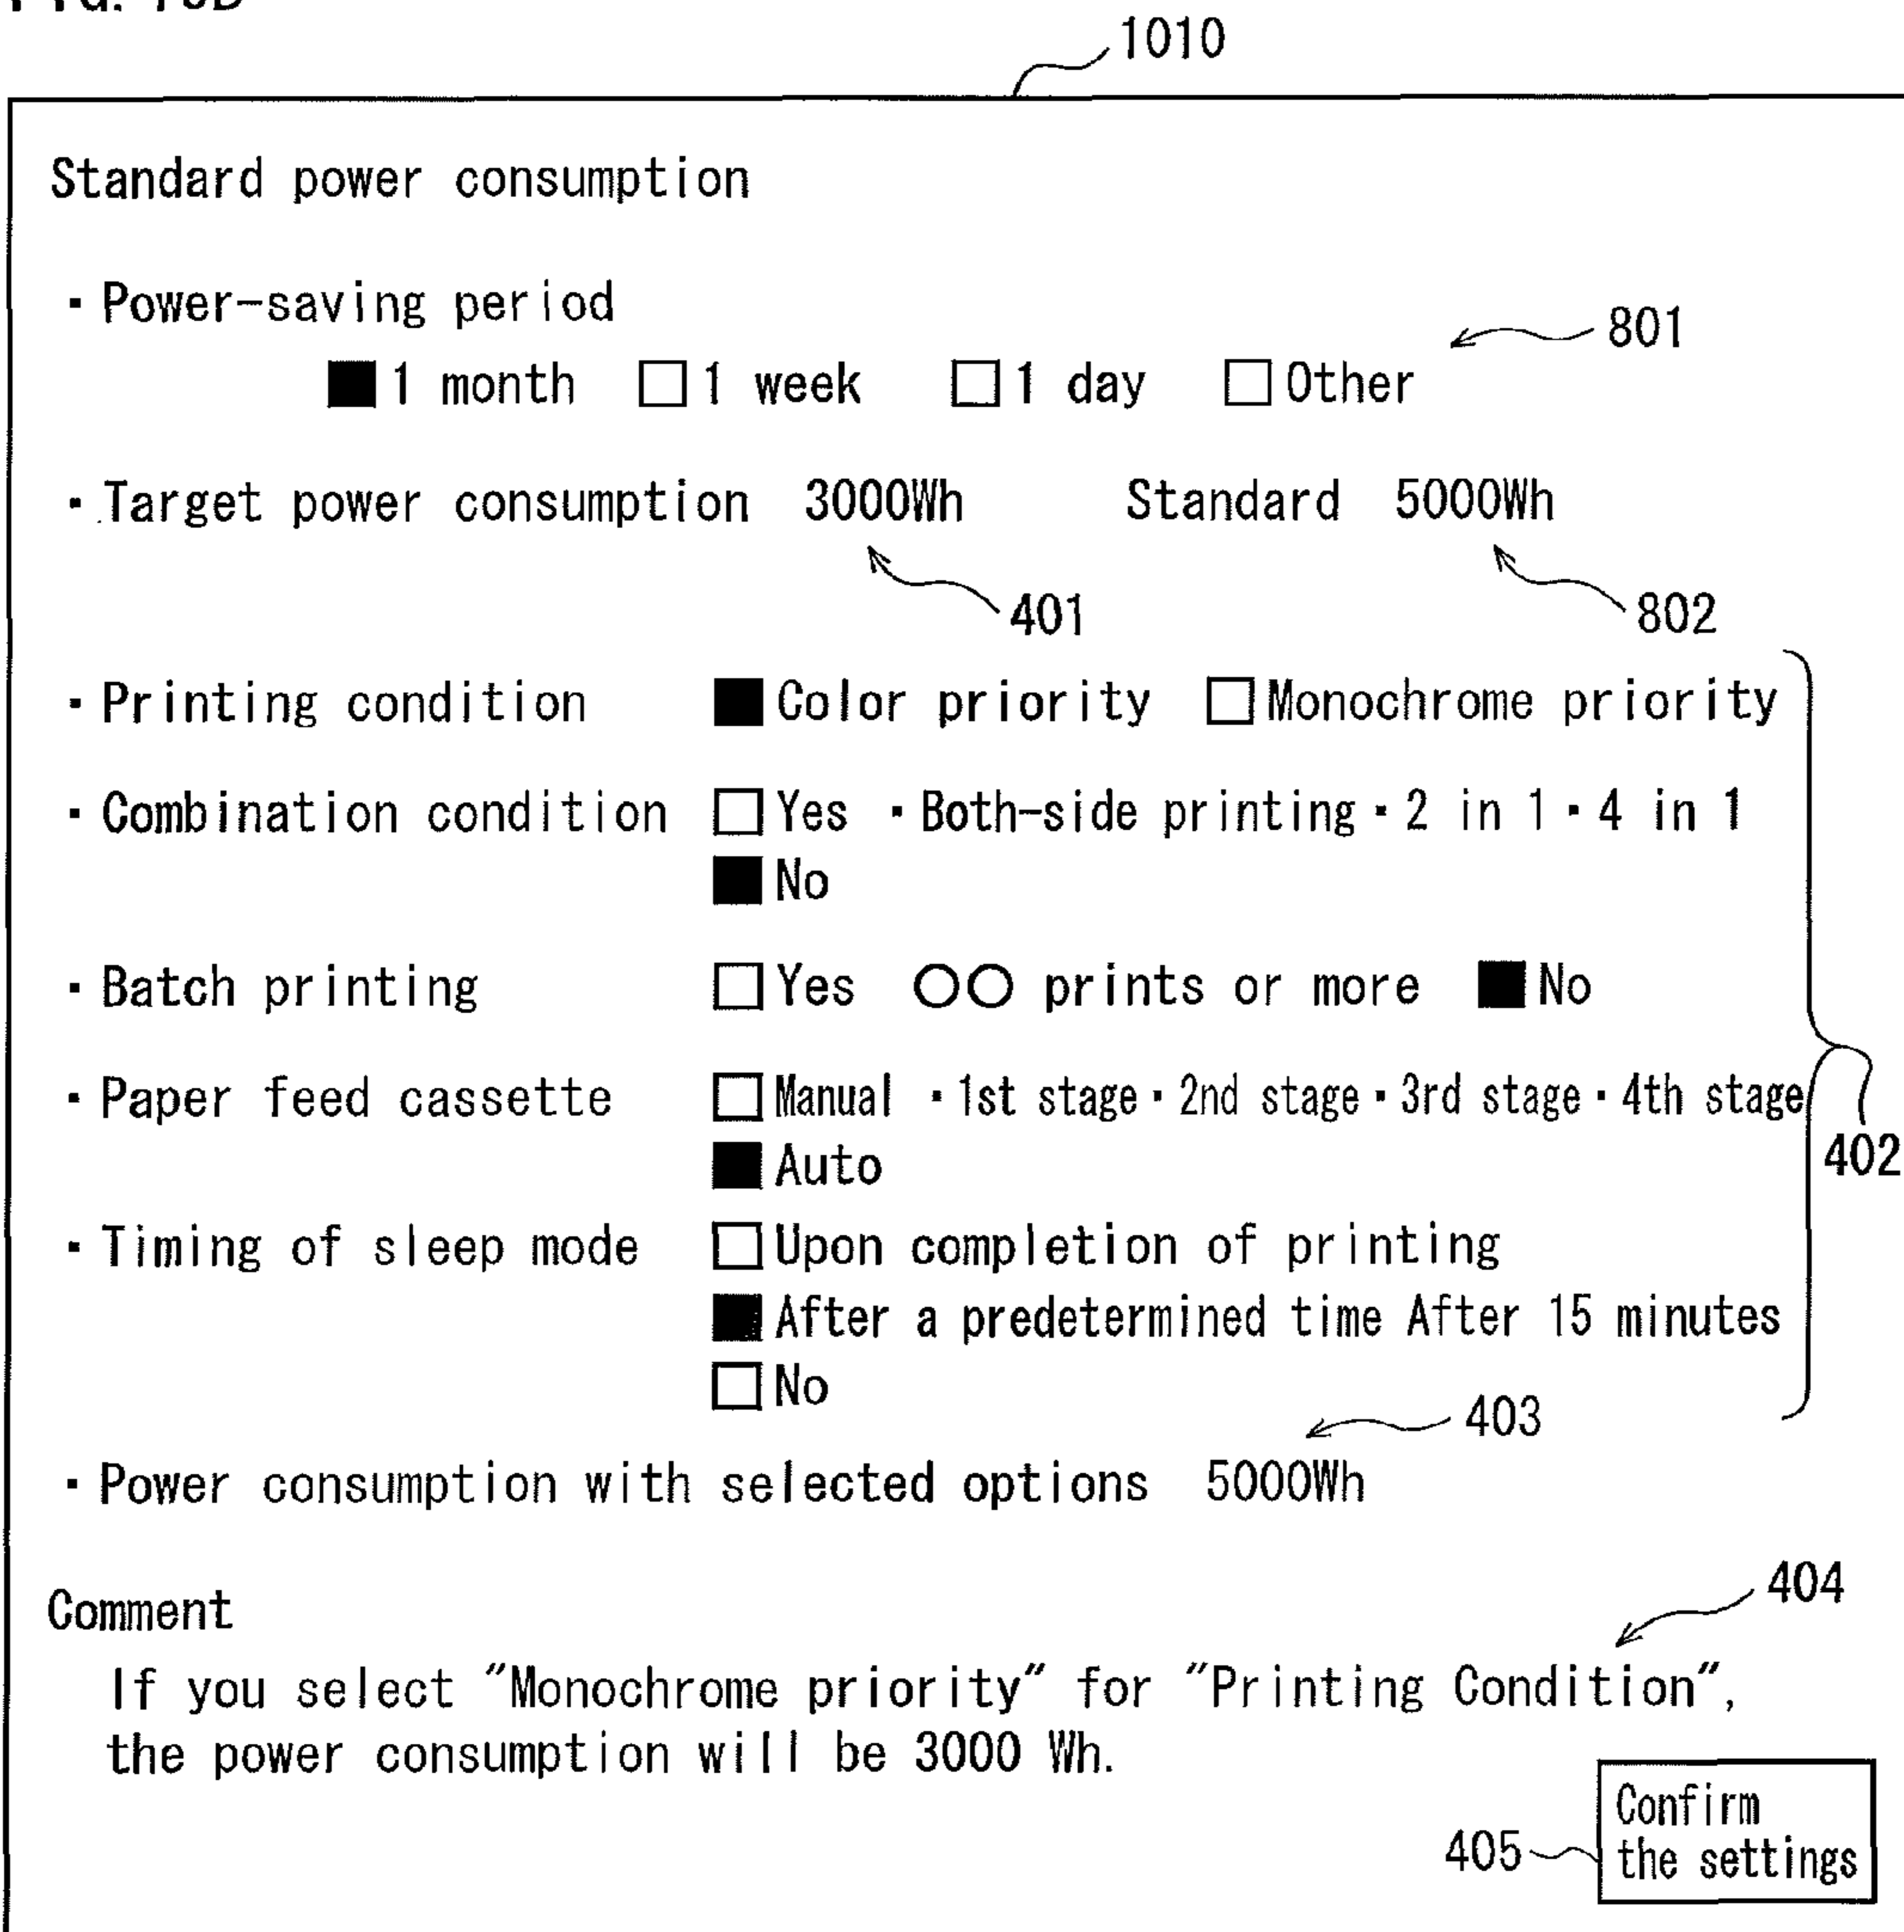 FIG. 10B
1010
Standard power consumption
・Power-saving period
801
■1 month □1 week □1 day □Other
・Target power consumption 3000Wh Standard 5000Wh
401
802
・Printing condition ■Color priority □Monochrome priority
・Combination condition □Yes ・Both-side printing・2 in 1・4 in 1
■No
・Batch printing □Yes ○○ prints or more ■No
・Paper feed cassette □Manual ・1st stage・2nd stage・3rd stage・4th stage
402
■Auto
・Timing of sleep mode □Upon completion of printing
■After a predetermined time After 15 minutes
□No
403
・Power consumption with selected options 5000Wh
404
Comment
If you select "Monochrome priority" for "Printing Condition",
the power consumption will be 3000 Wh.
Confirm
405
the settings